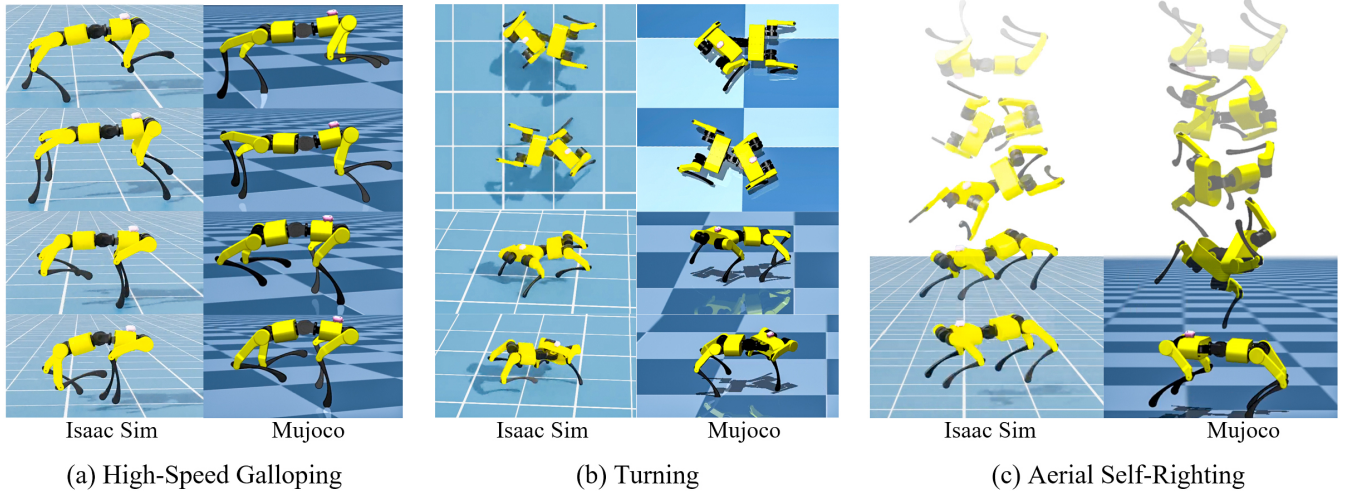 Isaac Sim Mujoco Isaac Sim Mujoco Isaac Sim Mujoco
(a) High-Speed Galloping (b) Turning (c) Aerial Self-Righting